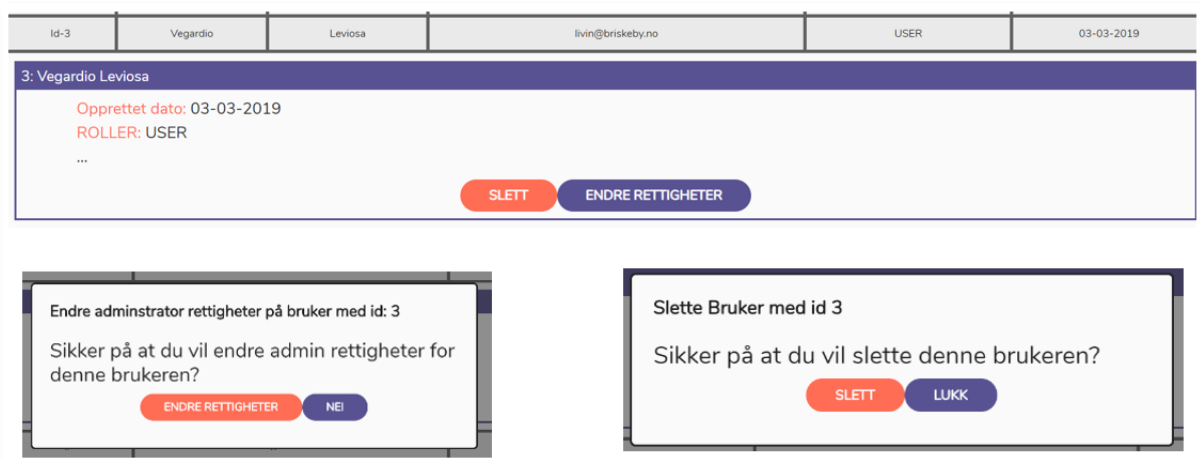 Id-3 Vegardio Leviosa livin@briskeby.no USER 03-03-2019
3: Vegardio Leviosa
Opprettet dato: 03-03-2019
ROLLER: USER
...
SLETT ENDRE RETTIGHETER
Endre adminstrator rettigheter på bruker med id: 3
Sikker på at du vil endre admin rettigheter for
denne brukeren?
ENDRE RETTIGHETER NEI
Slette Bruker med id 3
Sikker på at du vil slette denne brukeren?
SLETT LUKK